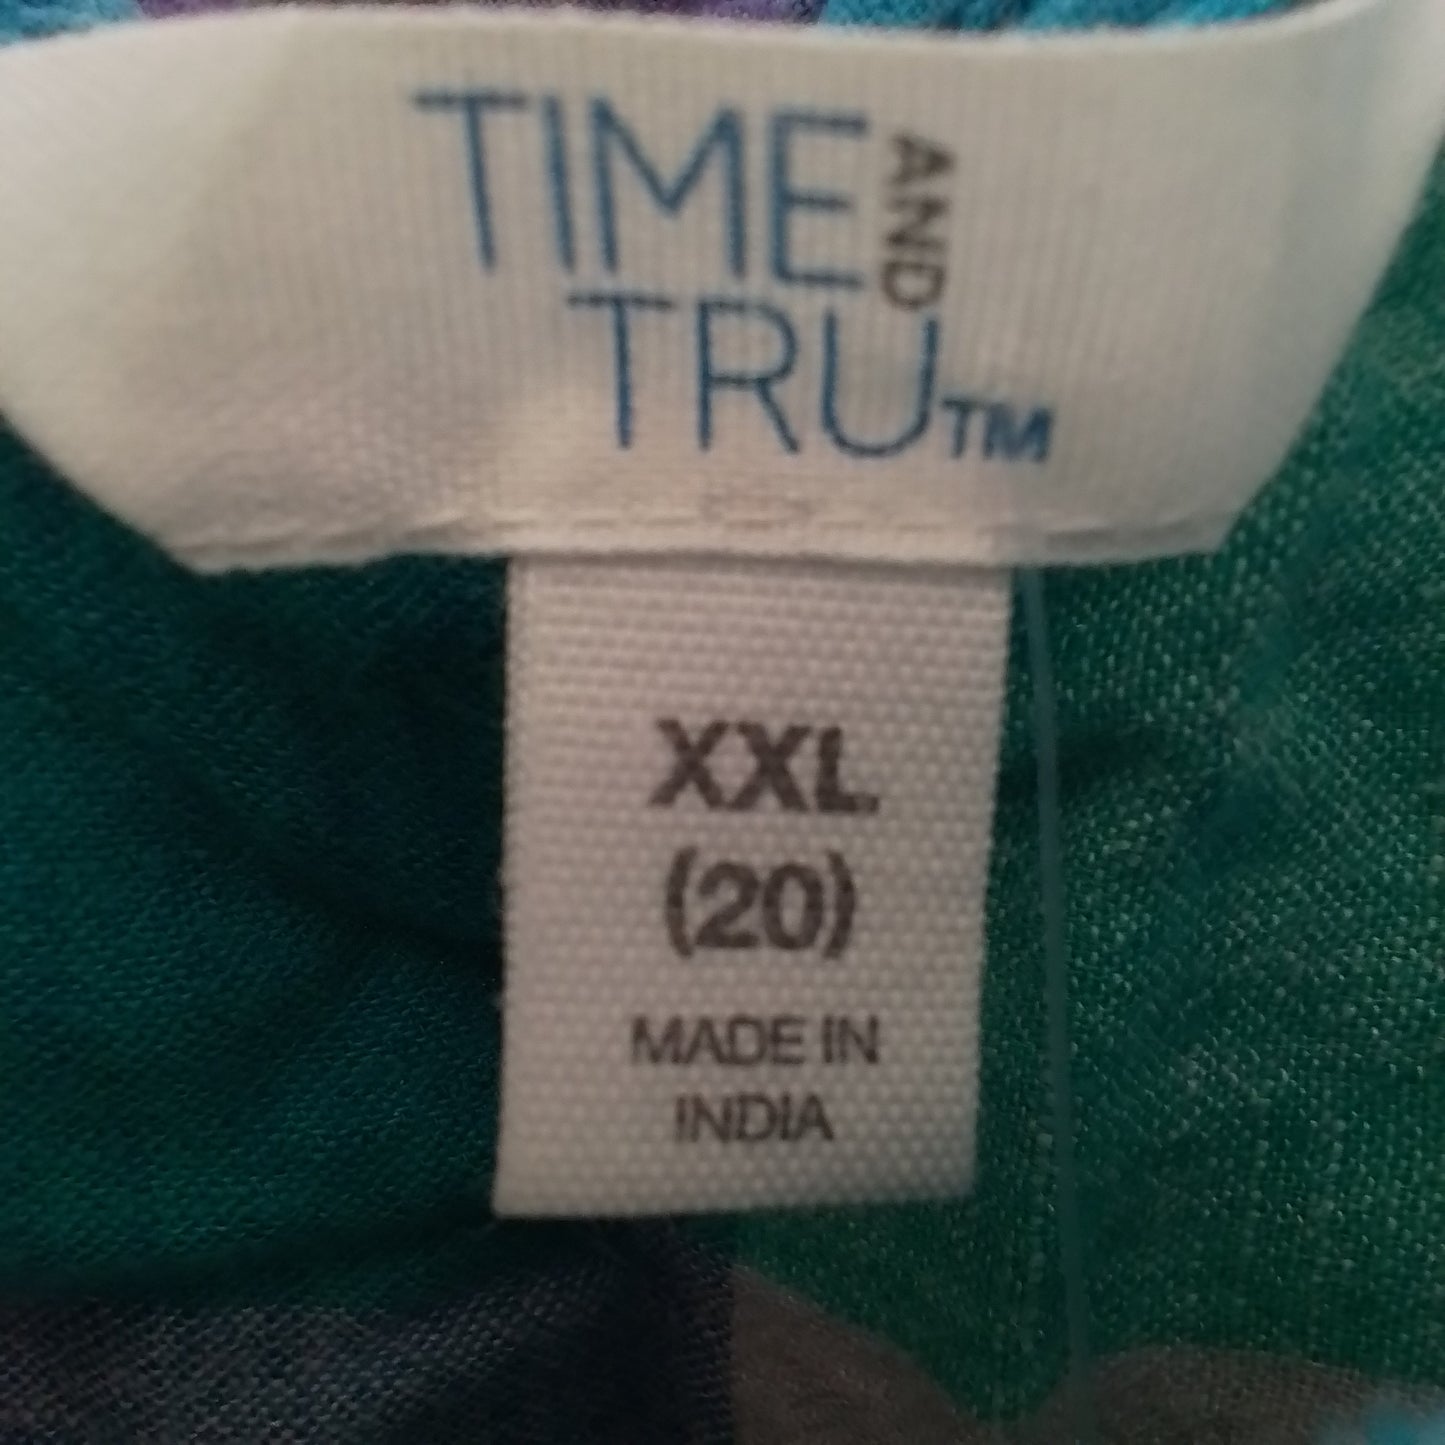 TIME AND
TRU™
XXL
(20)
MADE IN
INDIA